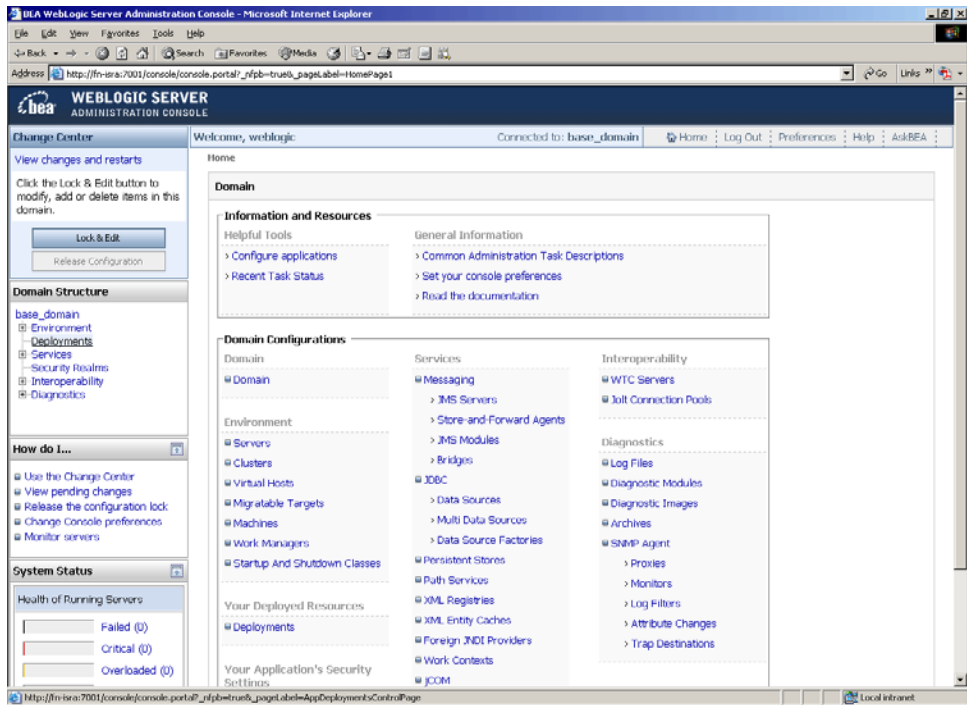 BEA WebLogic Server Administration Console - Microsoft Internet Explorer
File Edit View Favorites Tools Help
Back Search Favorites Media
Address http://fn-isra:7001/console/console.portal?_nfpb=true&_pageLabel=HomePage1 Go Links
bea WEBLOGIC SERVER
ADMINISTRATION CONSOLE
Change Center
View changes and restarts
Click the Lock & Edit button to
modify, add or delete items in this
domain.
Lock & Edit
Release Configuration
Domain Structure
base_domain
Environment
Deployments
Services
Security Realms
Interoperability
Diagnostics
How do I...
Use the Change Center
View pending changes
Release the configuration lock
Change Console preferences
Monitor servers
System Status
Health of Running Servers
Failed (0)
Critical (0)
Overloaded (0)
Welcome, weblogic Connected to: base_domain Home Log Out Preferences Help AskBEA
Home
Domain
Information and Resources
Helpful Tools
Configure applications
Recent Task Status
General Information
Common Administration Task Descriptions
Set your console preferences
Read the documentation
Domain Configurations
Domain
Domain
Environment
Servers
Clusters
Virtual Hosts
Migratable Targets
Machines
Work Managers
Startup And Shutdown Classes
Your Deployed Resources
Deployments
Your Application's Security
Settings
Services
Messaging
JMS Servers
Store-and-Forward Agents
JMS Modules
Bridges
JDBC
Data Sources
Multi Data Sources
Data Source Factories
Persistent Stores
Path Services
XML Registries
XML Entity Caches
Foreign JNDI Providers
Work Contexts
jCOM
Interoperability
WTC Servers
Jolt Connection Pools
Diagnostics
Log Files
Diagnostic Modules
Diagnostic Images
Archives
SNMP Agent
Proxies
Monitors
Log Filters
Attribute Changes
Trap Destinations
http://fn-isra:7001/console/console.portal?_nfpb=true&_pageLabel=AppDeploymentsControlPage Local intranet